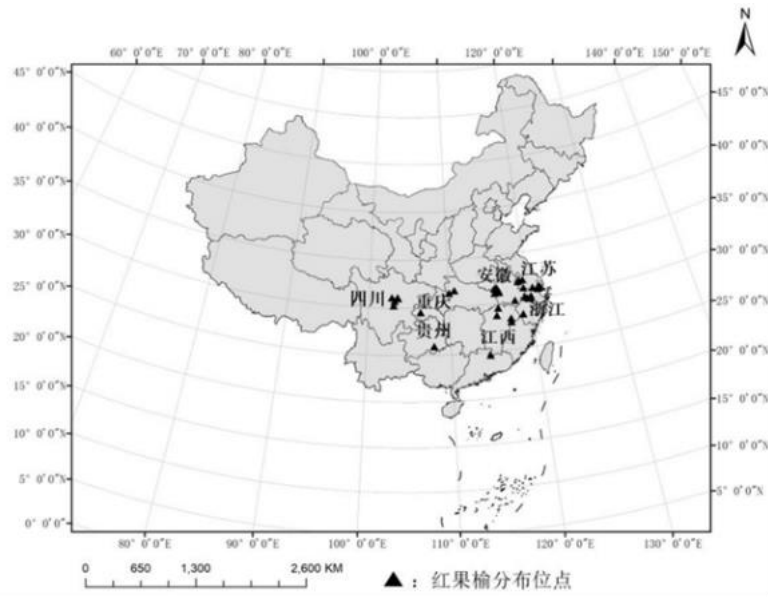 N
60° 0′0″E 70° 0′0″E 80° 0′0″E 100° 0′0″E 120° 0′0″E 140° 0′0″E 150° 0′0″E
45° 0′0″N 45° 0′0″N
40° 0′0″N 40° 0′0″N
35° 0′0″N 35° 0′0″N
30° 0′0″N 30° 0′0″N
安徽 江苏
25° 0′0″N 25° 0′0″N
四川 重庆 浙江
贵州 江西
20° 0′0″N 20° 0′0″N
15° 0′0″N 15° 0′0″N
10° 0′0″N 10° 0′0″N
5° 0′0″N 5° 0′0″N
0° 0′0″N
80° 0′0″E 90° 0′0″E 100° 0′0″E 110° 0′0″E 120° 0′0″E 130° 0′0″E
0 650 1,300 2,600 KM
▲ : 红果榆分布位点